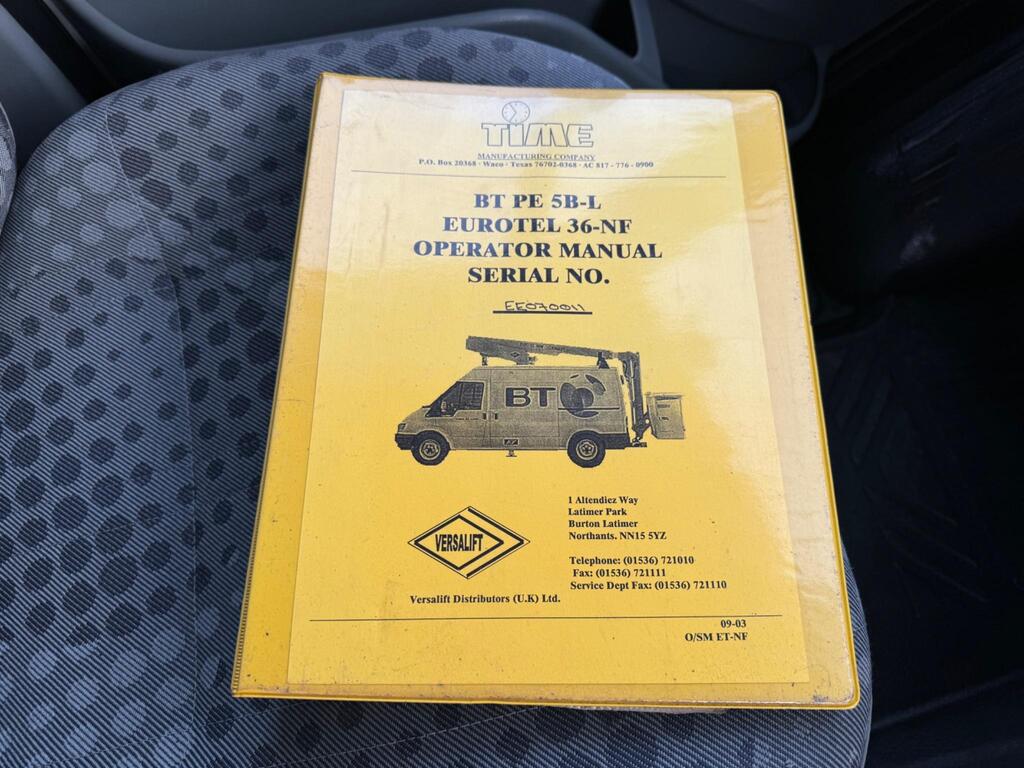 TIME
MANUFACTURING COMPANY
P.O. Box 20368 · Waco · Texas 76702-0368 · AC 817 - 776 - 0900
BT PE 5B-L
EUROTEL 36-NF
OPERATOR MANUAL
SERIAL NO.
EE070011
BT
1 Altendiez Way
Latimer Park
Burton Latimer
Northants. NN15 5YZ
VERSALIFT
Telephone: (01536) 721010
Fax: (01536) 721111
Service Dept Fax: (01536) 721110
Versalift Distributors (U.K) Ltd.
09-03
O/SM ET-NF